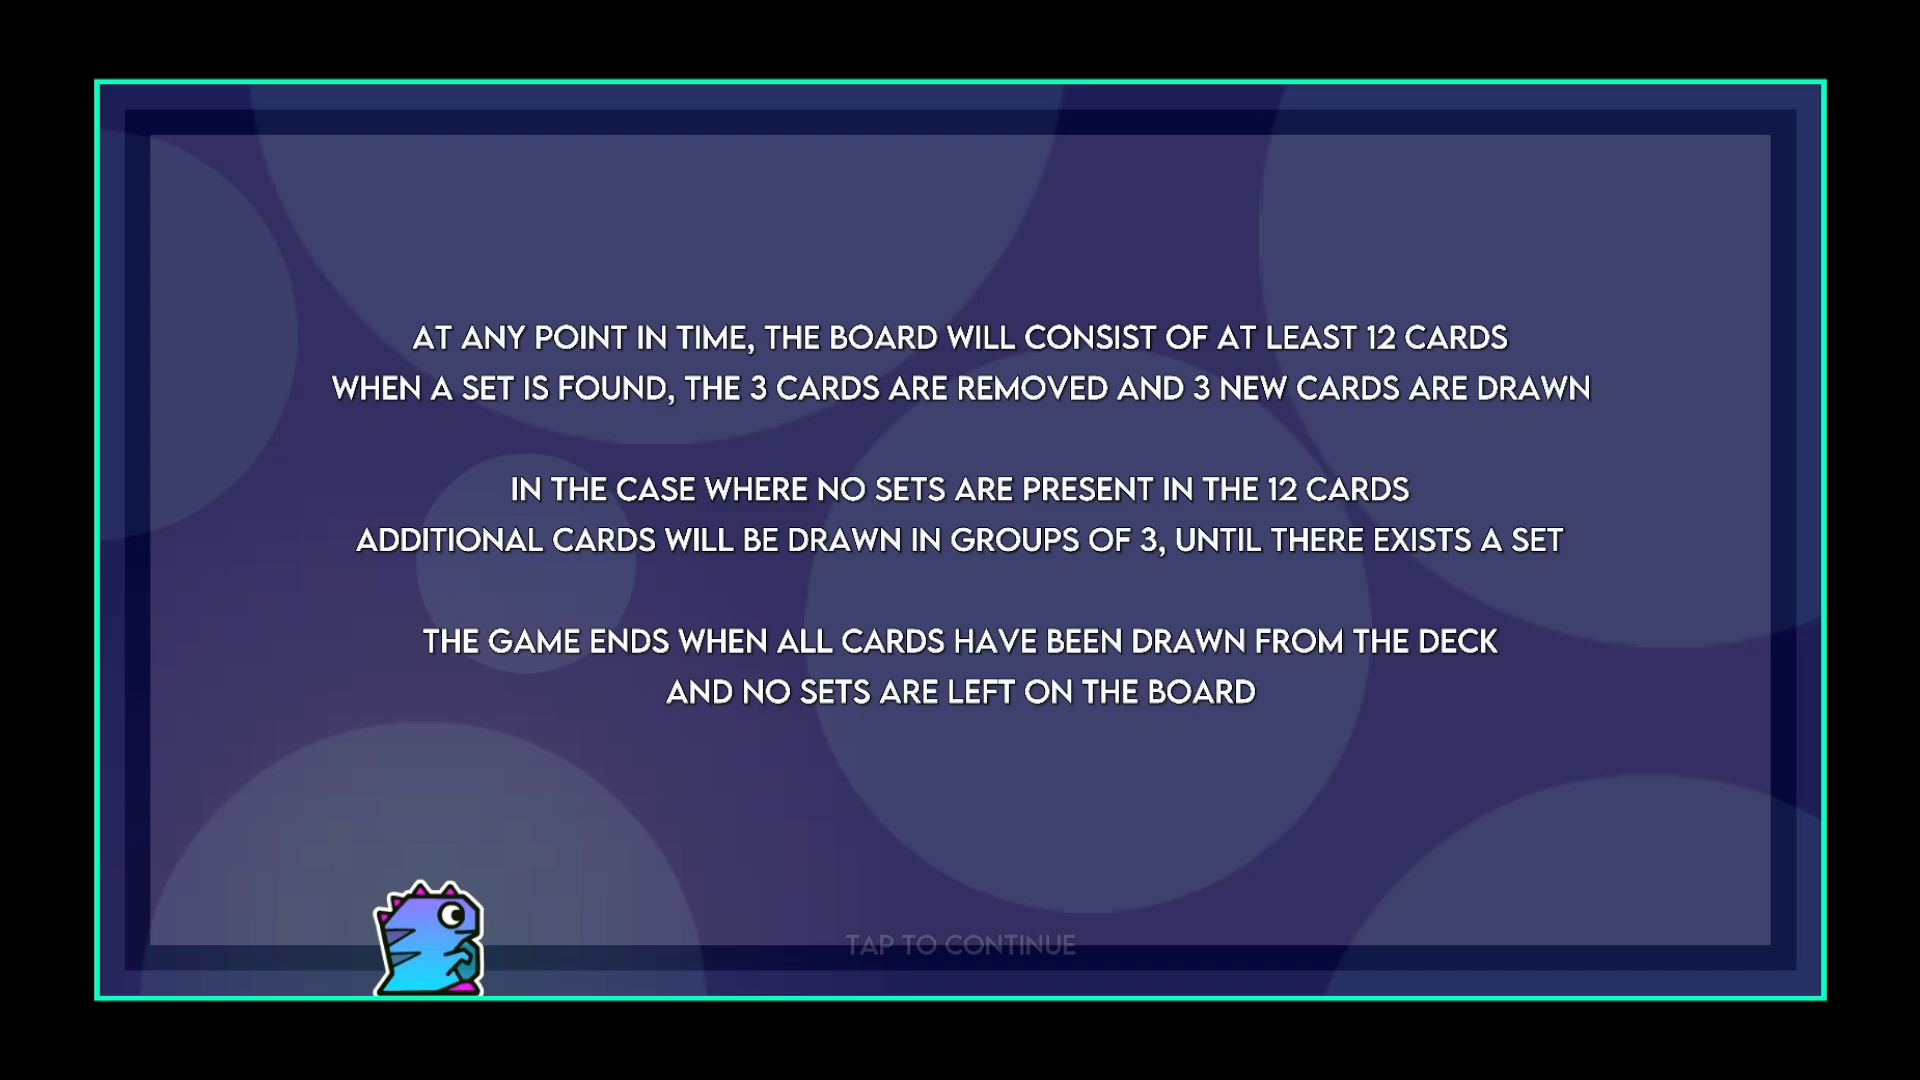 AT ANY POINT IN TIME, THE BOARD WILL CONSIST OF AT LEAST 12 CARDS
WHEN A SET IS FOUND, THE 3 CARDS ARE REMOVED AND 3 NEW CARDS ARE DRAWN
IN THE CASE WHERE NO SETS ARE PRESENT IN THE 12 CARDS
ADDITIONAL CARDS WILL BE DRAWN IN GROUPS OF 3, UNTIL THERE EXISTS A SET
THE GAME ENDS WHEN ALL CARDS HAVE BEEN DRAWN FROM THE DECK
AND NO SETS ARE LEFT ON THE BOARD
TAP TO CONTINUE